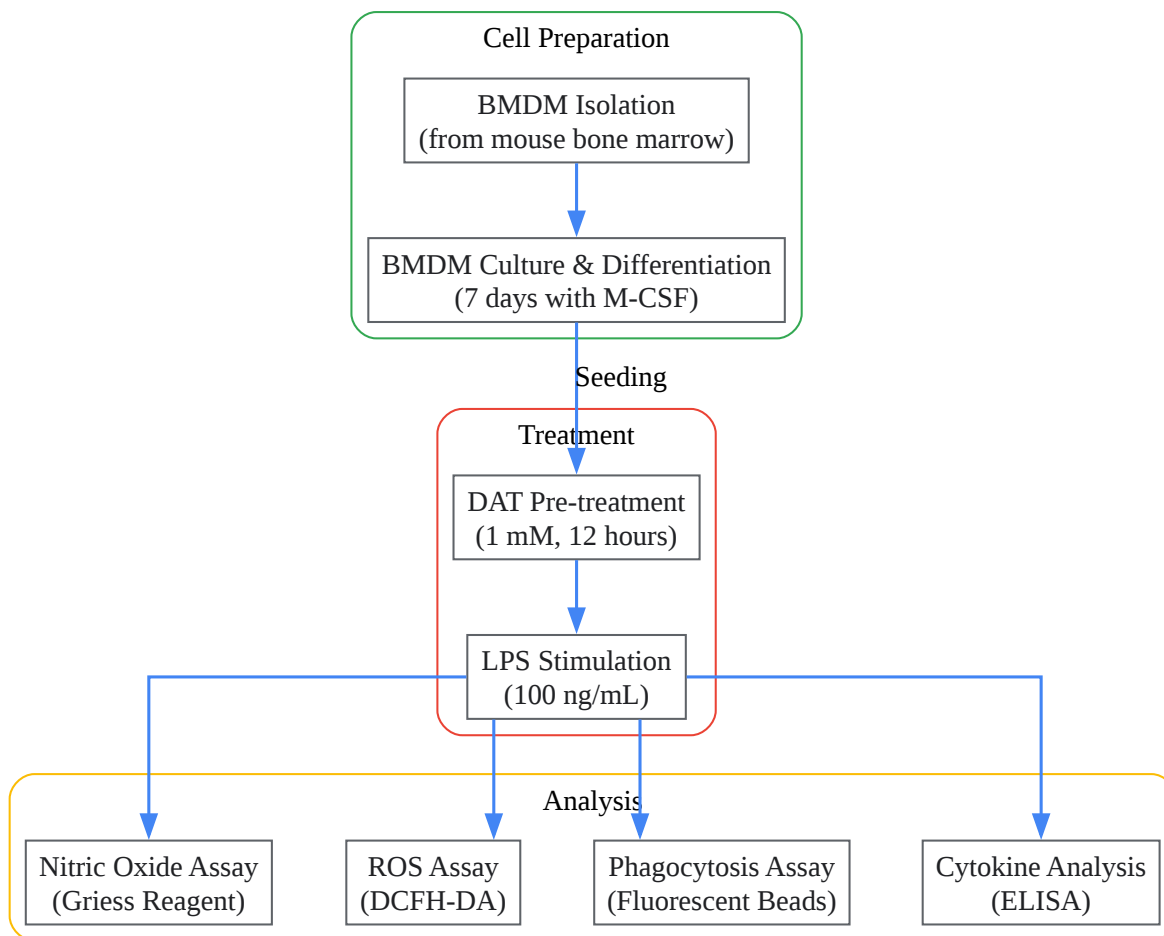 Cell Preparation
BMDM Isolation
(from mouse bone marrow)
BMDM Culture & Differentiation
(7 days with M-CSF)
Seeding
Treatment
DAT Pre-treatment
(1 mM, 12 hours)
LPS Stimulation
(100 ng/mL)
Analysis
Nitric Oxide Assay
(Griess Reagent)
ROS Assay
(DCFH-DA)
Phagocytosis Assay
(Fluorescent Beads)
Cytokine Analysis
(ELISA)